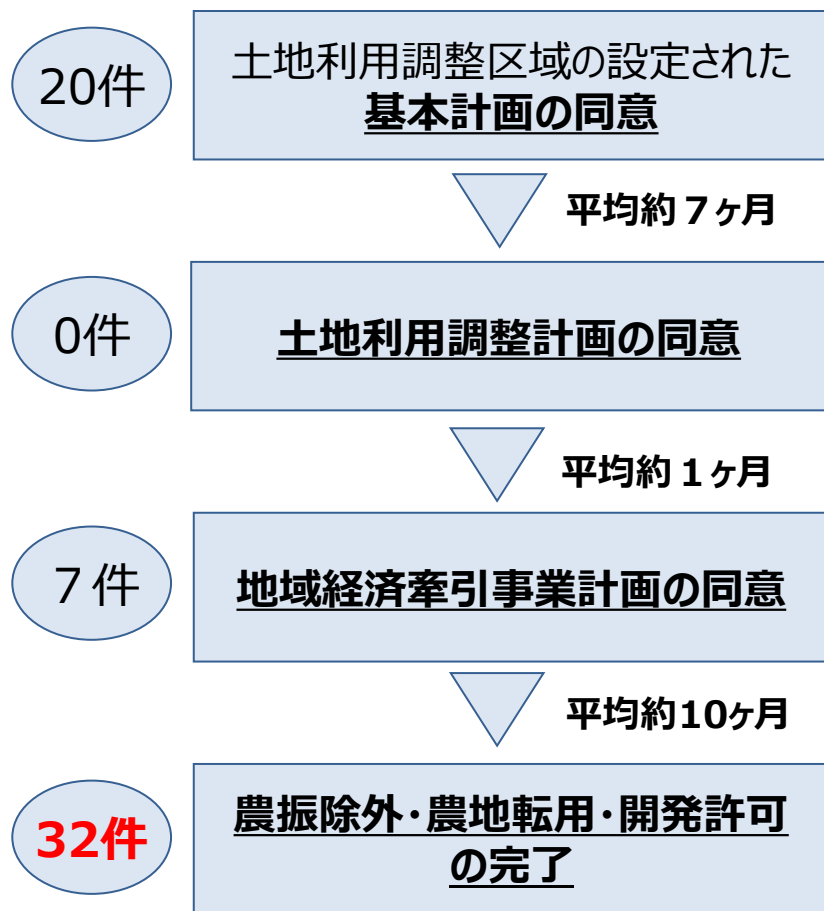 20件
土地利用調整区域の設定された
基本計画の同意
平均約７ヶ月
0件
土地利用調整計画の同意
平均約１ヶ月
７件
地域経済牽引事業計画の同意
平均約10ヶ月
32件
農振除外・農地転用・開発許可
の完了